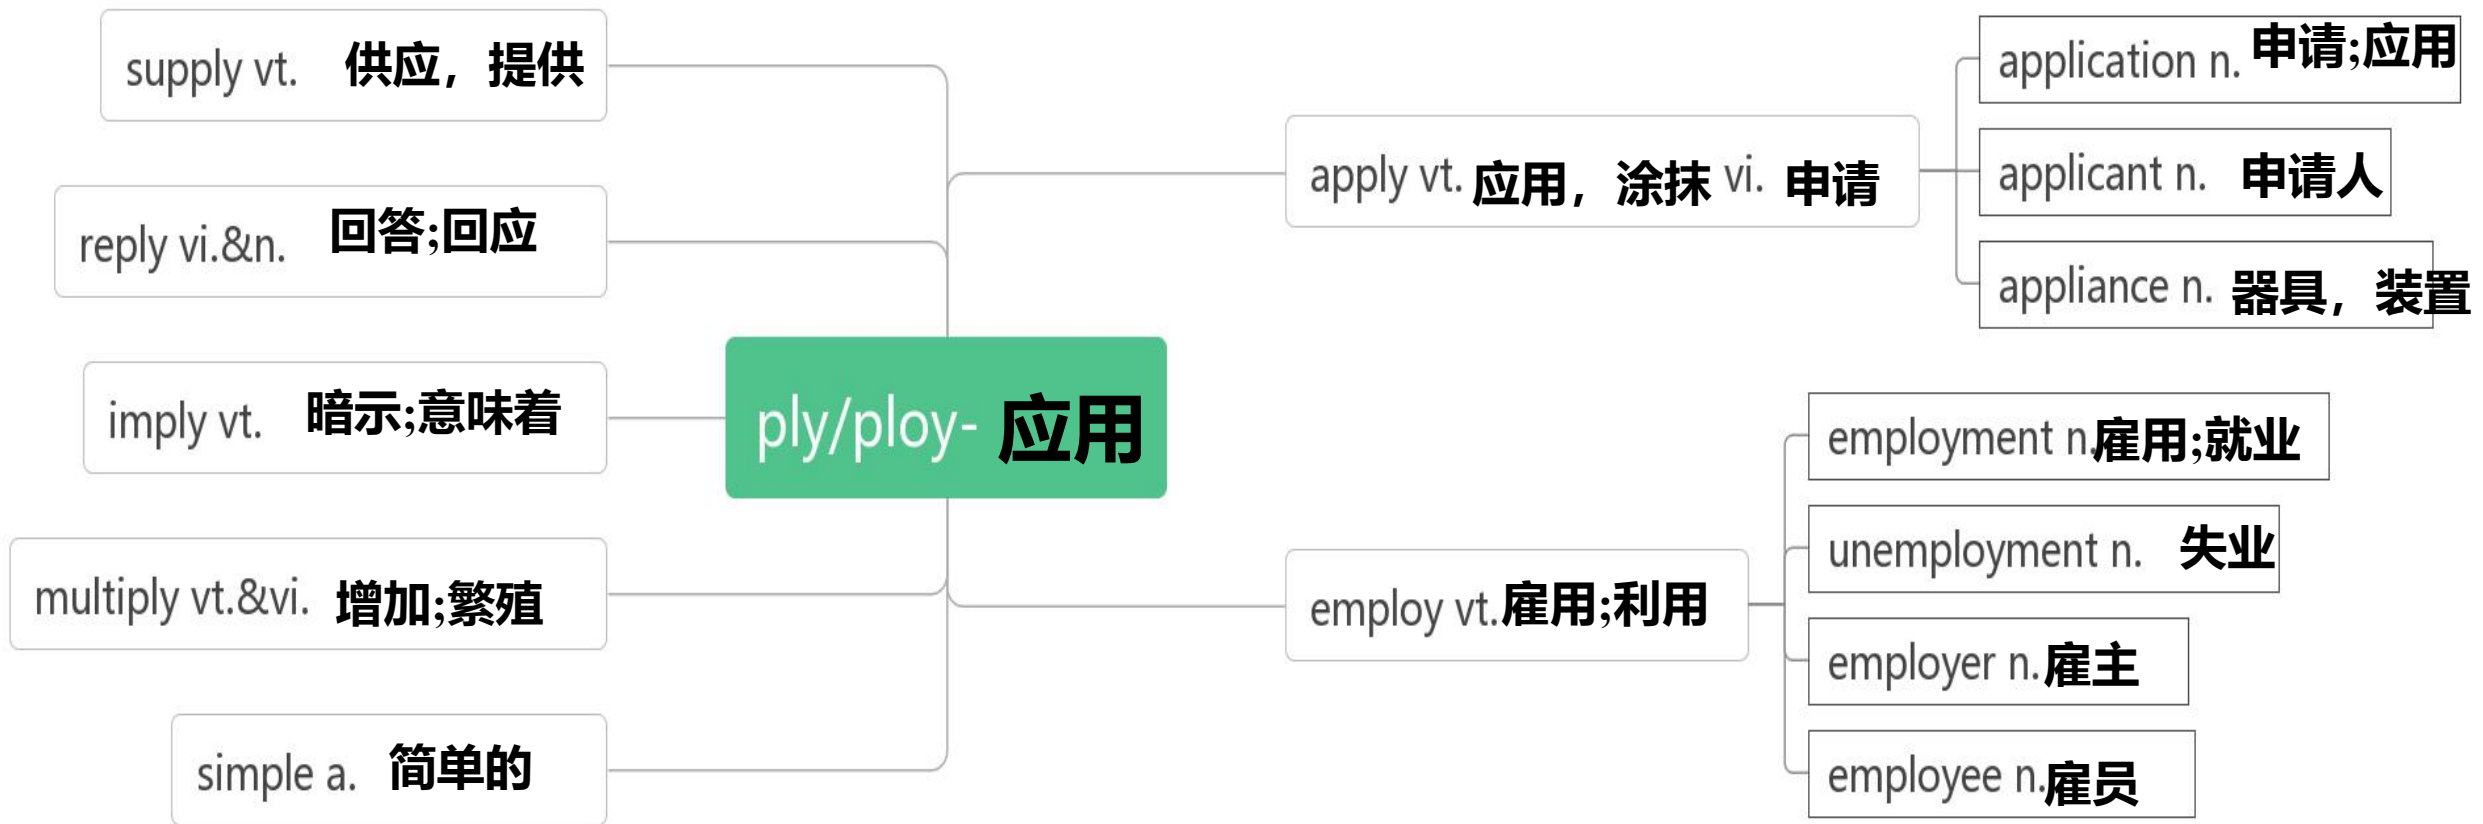 supply vt. 供应，提供
reply vi.&n. 回答;回应
imply vt. 暗示;意味着
multiply vt.&vi. 增加;繁殖
simple a. 简单的
ply/ploy- 应用
apply vt. 应用，涂抹 vi. 申请
application n. 申请;应用
applicant n. 申请人
appliance n. 器具，装置
employ vt. 雇用;利用
employment n. 雇用;就业
unemployment n. 失业
employer n. 雇主
employee n. 雇员